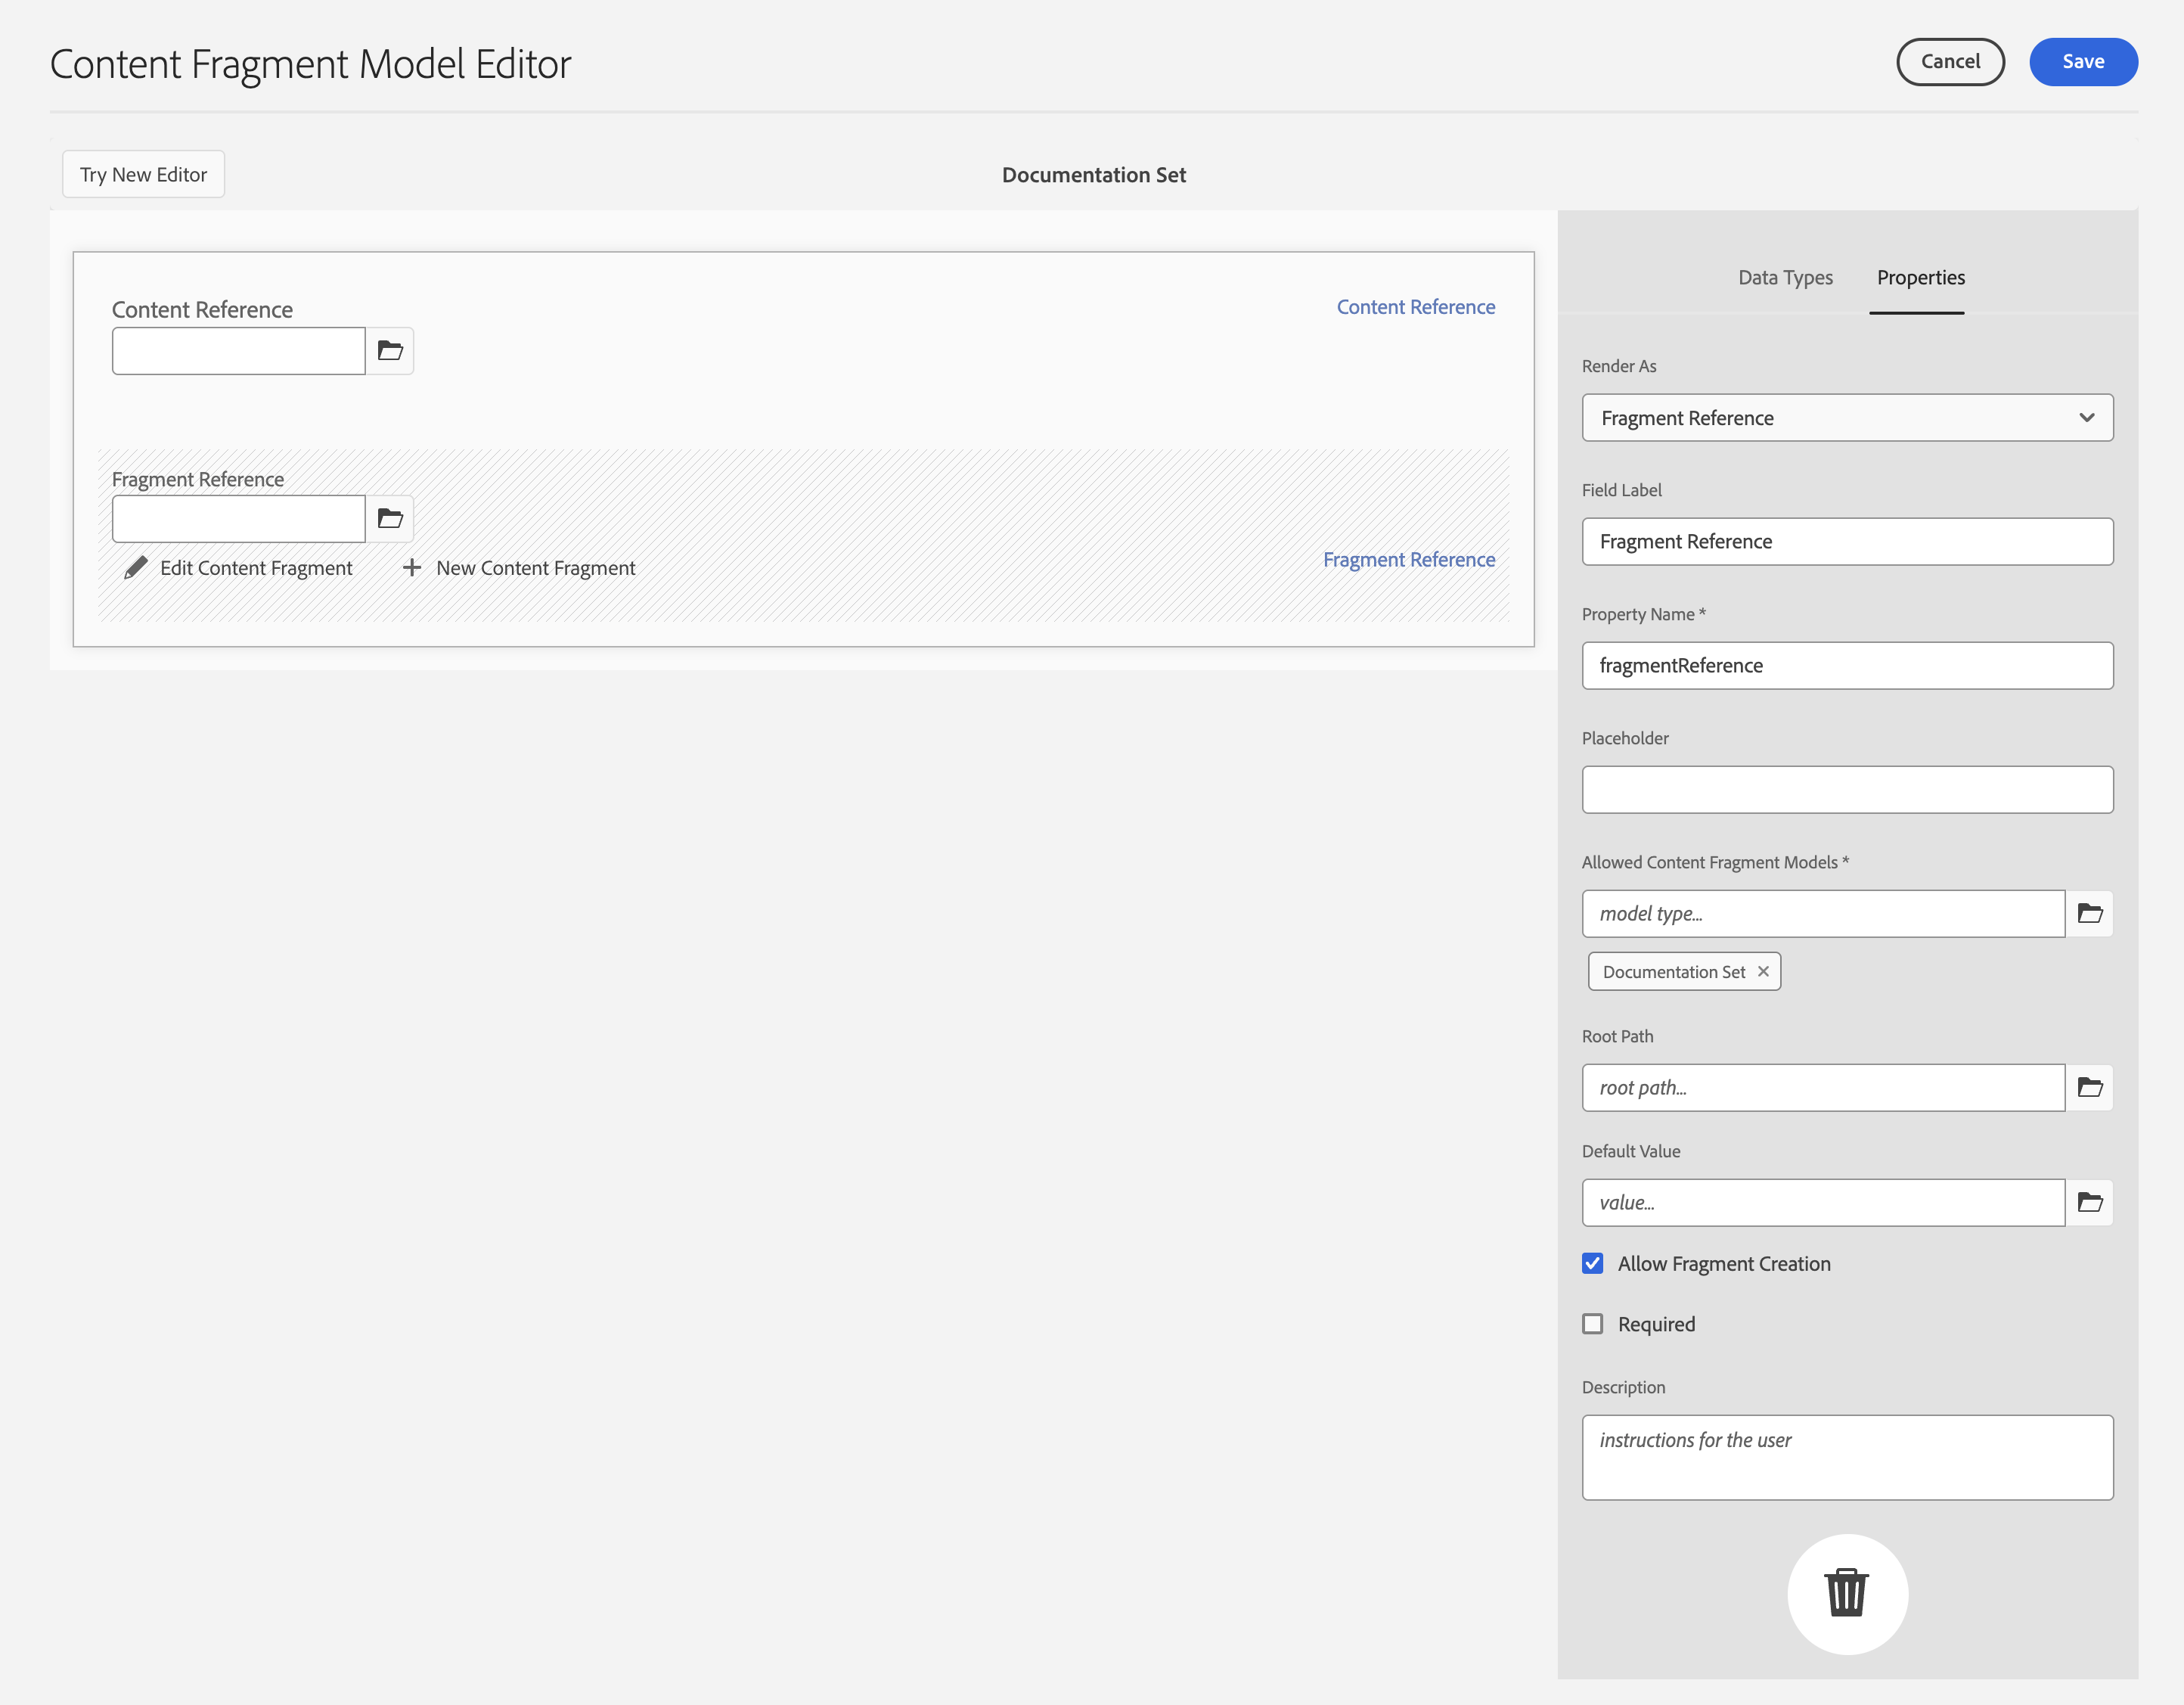 Content Fragment Model Editor
Cancel
Save
Try New Editor
Documentation Set
Content Reference
Content Reference
Fragment Reference
Edit Content Fragment
New Content Fragment
Fragment Reference
Data Types
Properties
Render As
Fragment Reference
Field Label
Fragment Reference
Property Name *
fragmentReference
Placeholder
Allowed Content Fragment Models *
model type...
Documentation Set
Root Path
root path...
Default Value
value...
Allow Fragment Creation
Required
Description
instructions for the user